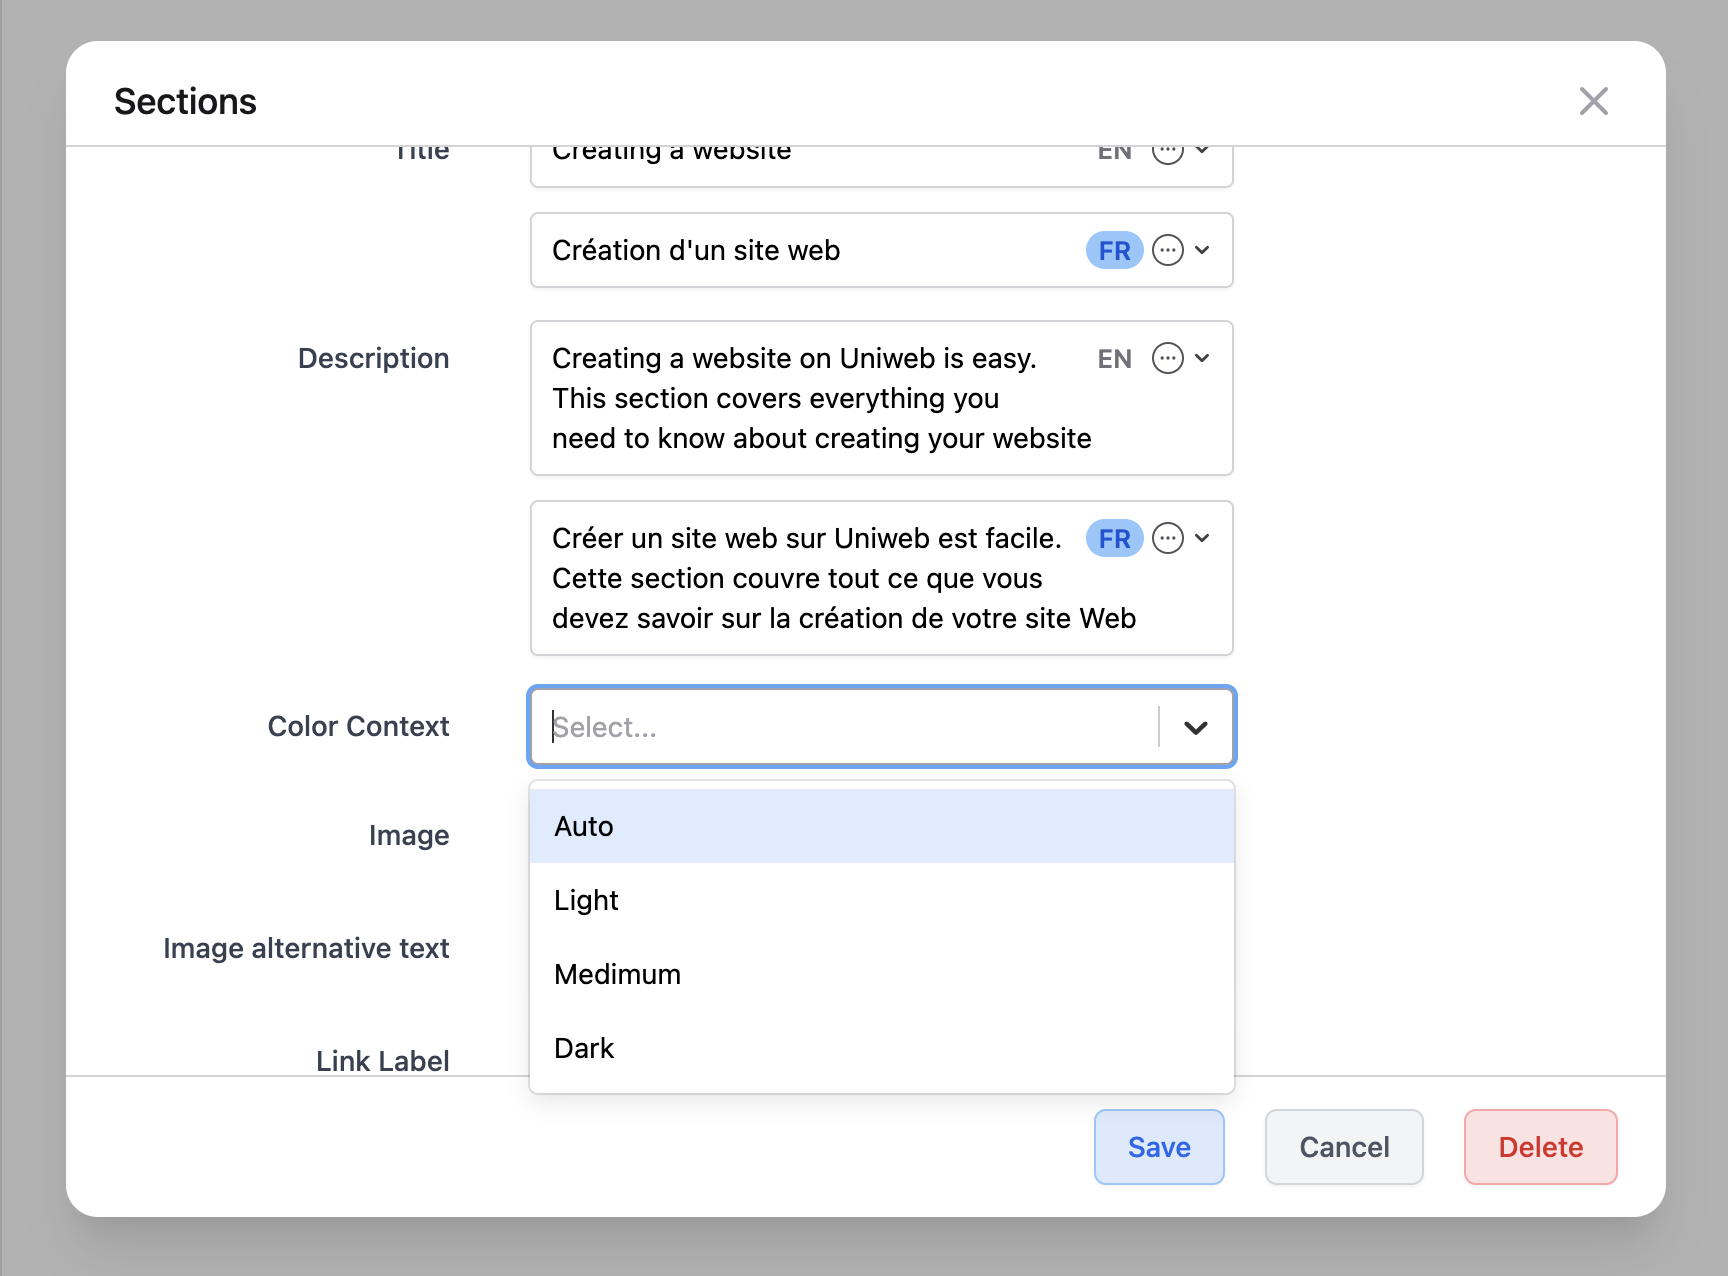 Sections
Title
Creating a website
EN
Création d'un site web
FR
Description
Creating a website on Uniweb is easy.
EN
This section covers everything you
need to know about creating your website
Créer un site web sur Uniweb est facile.
FR
Cette section couvre tout ce que vous
devez savoir sur la création de votre site Web
Color Context
Select...
Auto
Image
Light
Image alternative text
Medimum
Dark
Link Label
Save
Cancel
Delete